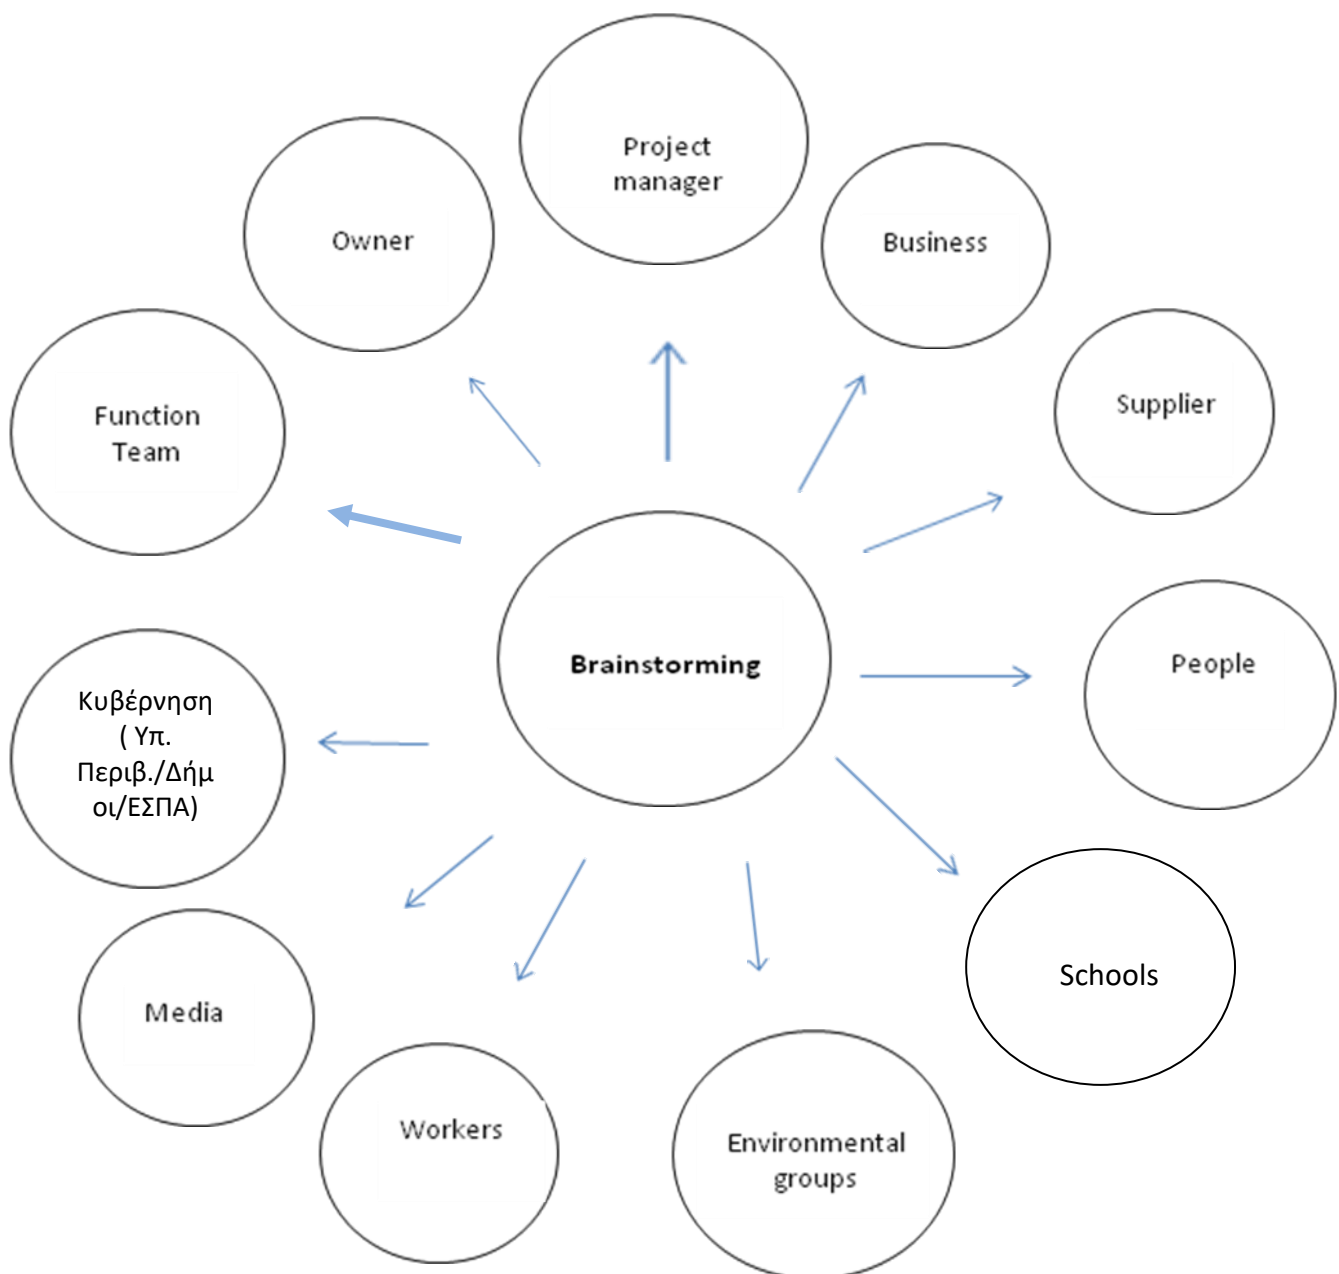 Project
manager
Owner
Business
Function
Team
Supplier
Brainstorming
People
Κυβέρνηση
( Υπ.
Περιβ./Δήμ
οι/ΕΣΠΑ)
Schools
Media
Workers
Environmental
groups